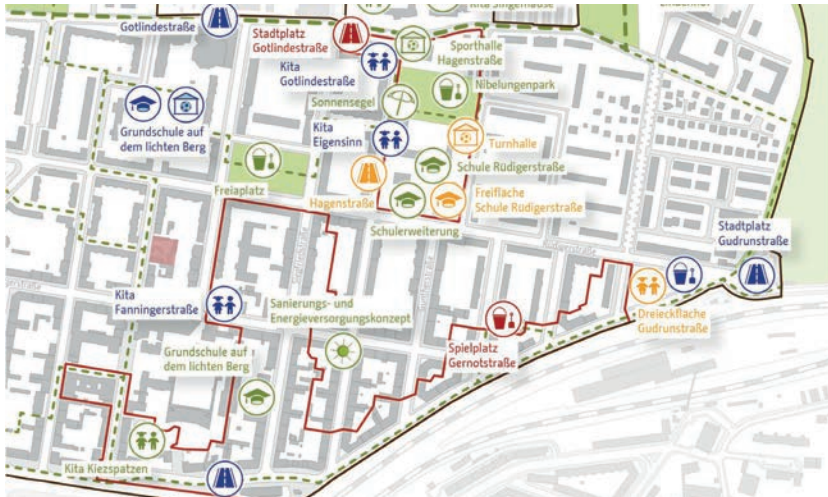 Kita Singerhause
Gotlindestraße
Stadtplatz
Gotlindestraße
Sporthalle
Hagenstraße
Kita
Gotlindestraße
Nibelungenpark
Sonnensegel
Grundschule auf
dem lichten Berg
Kita
Eigensinn
Turnhalle
Schule Rüdigerstraße
Freiaplatz
Hagenstraße
Freifläche
Schule Rüdigerstraße
Schulerweiterung
Stadtplatz
Gudrunstraße
Kita
Fanningerstraße
Sanierungs- und
Energieversorgungskonzept
Dreieckfläche
Gudrunstraße
Grundschule auf
dem lichten Berg
Spielplatz
Gernotstraße
Kita Kiezspatzen